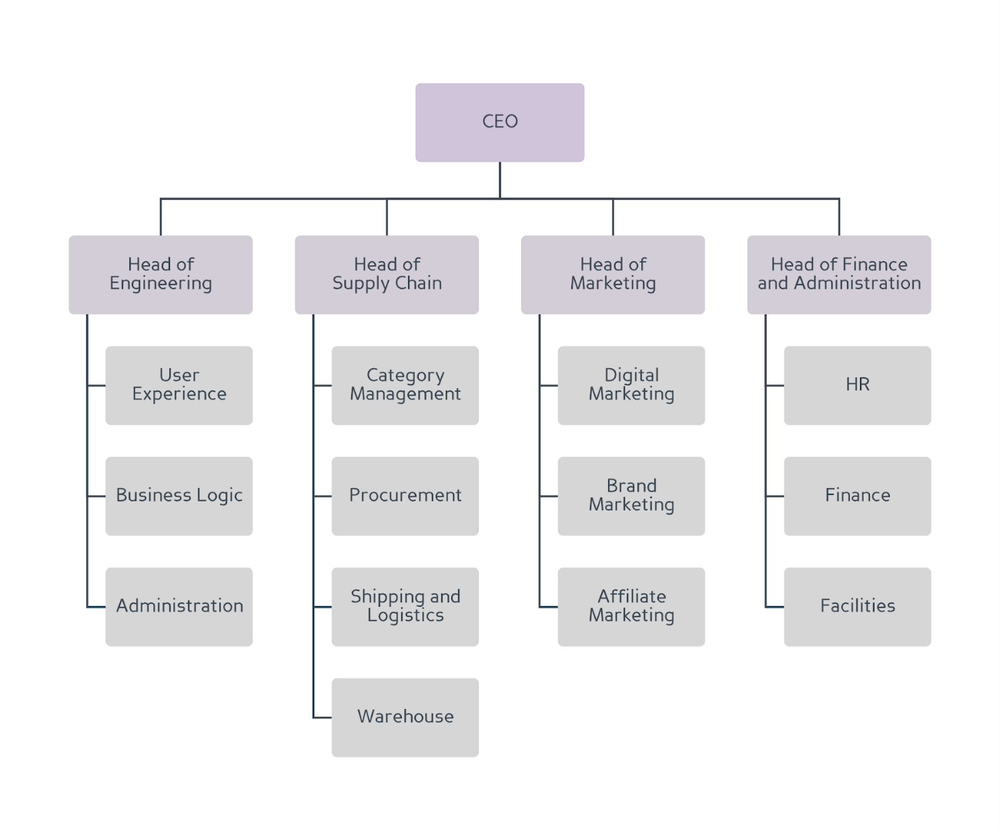 CEO
Head of
Engineering
Head of
Supply Chain
Head of
Marketing
Head of Finance
and Administration
User
Experience
Category
Management
Digital
Marketing
HR
Business Logic
Procurement
Brand
Marketing
Finance
Administration
Shipping and
Logistics
Affiliate
Marketing
Facilities
Warehouse